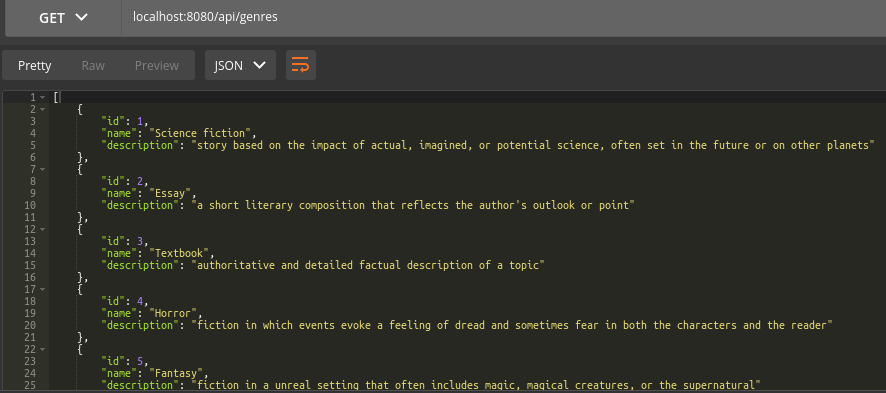 GET localhost:8080/api/genres
Pretty Raw Preview JSON
1 [
2 {
3 "id": 1,
4 "name": "Science fiction",
5 "description": "story based on the impact of actual, imagined, or potential science, often set in the future or on other planets"
6 },
7 {
8 "id": 2,
9 "name": "Essay",
10 "description": "a short literary composition that reflects the author's outlook or point"
11 },
12 {
13 "id": 3,
14 "name": "Textbook",
15 "description": "authoritative and detailed factual description of a topic"
16 },
17 {
18 "id": 4,
19 "name": "Horror",
20 "description": "fiction in which events evoke a feeling of dread and sometimes fear in both the characters and the reader"
21 },
22 {
23 "id": 5,
24 "name": "Fantasy",
25 "description": "fiction in a unreal setting that often includes magic, magical creatures, or the supernatural"